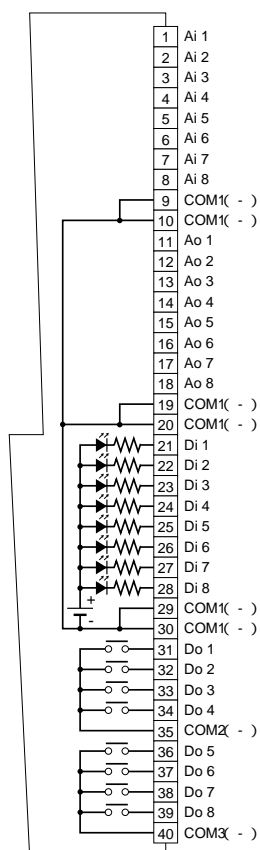 1 Ai 1
2 Ai 2
3 Ai 3
4 Ai 4
5 Ai 5
6 Ai 6
7 Ai 7
8 Ai 8
9 COM1( - )
10 COM1( - )
11 Ao 1
12 Ao 2
13 Ao 3
14 Ao 4
15 Ao 5
16 Ao 6
17 Ao 7
18 Ao 8
19 COM1( - )
20 COM1( - )
21 Di 1
22 Di 2
23 Di 3
24 Di 4
25 Di 5
26 Di 6
27 Di 7
28 Di 8
+
29 COM1( - )
-
30 COM1( - )
31 Do 1
32 Do 2
33 Do 3
34 Do 4
35 COM2( - )
36 Do 5
37 Do 6
38 Do 7
39 Do 8
40 COM3( - )